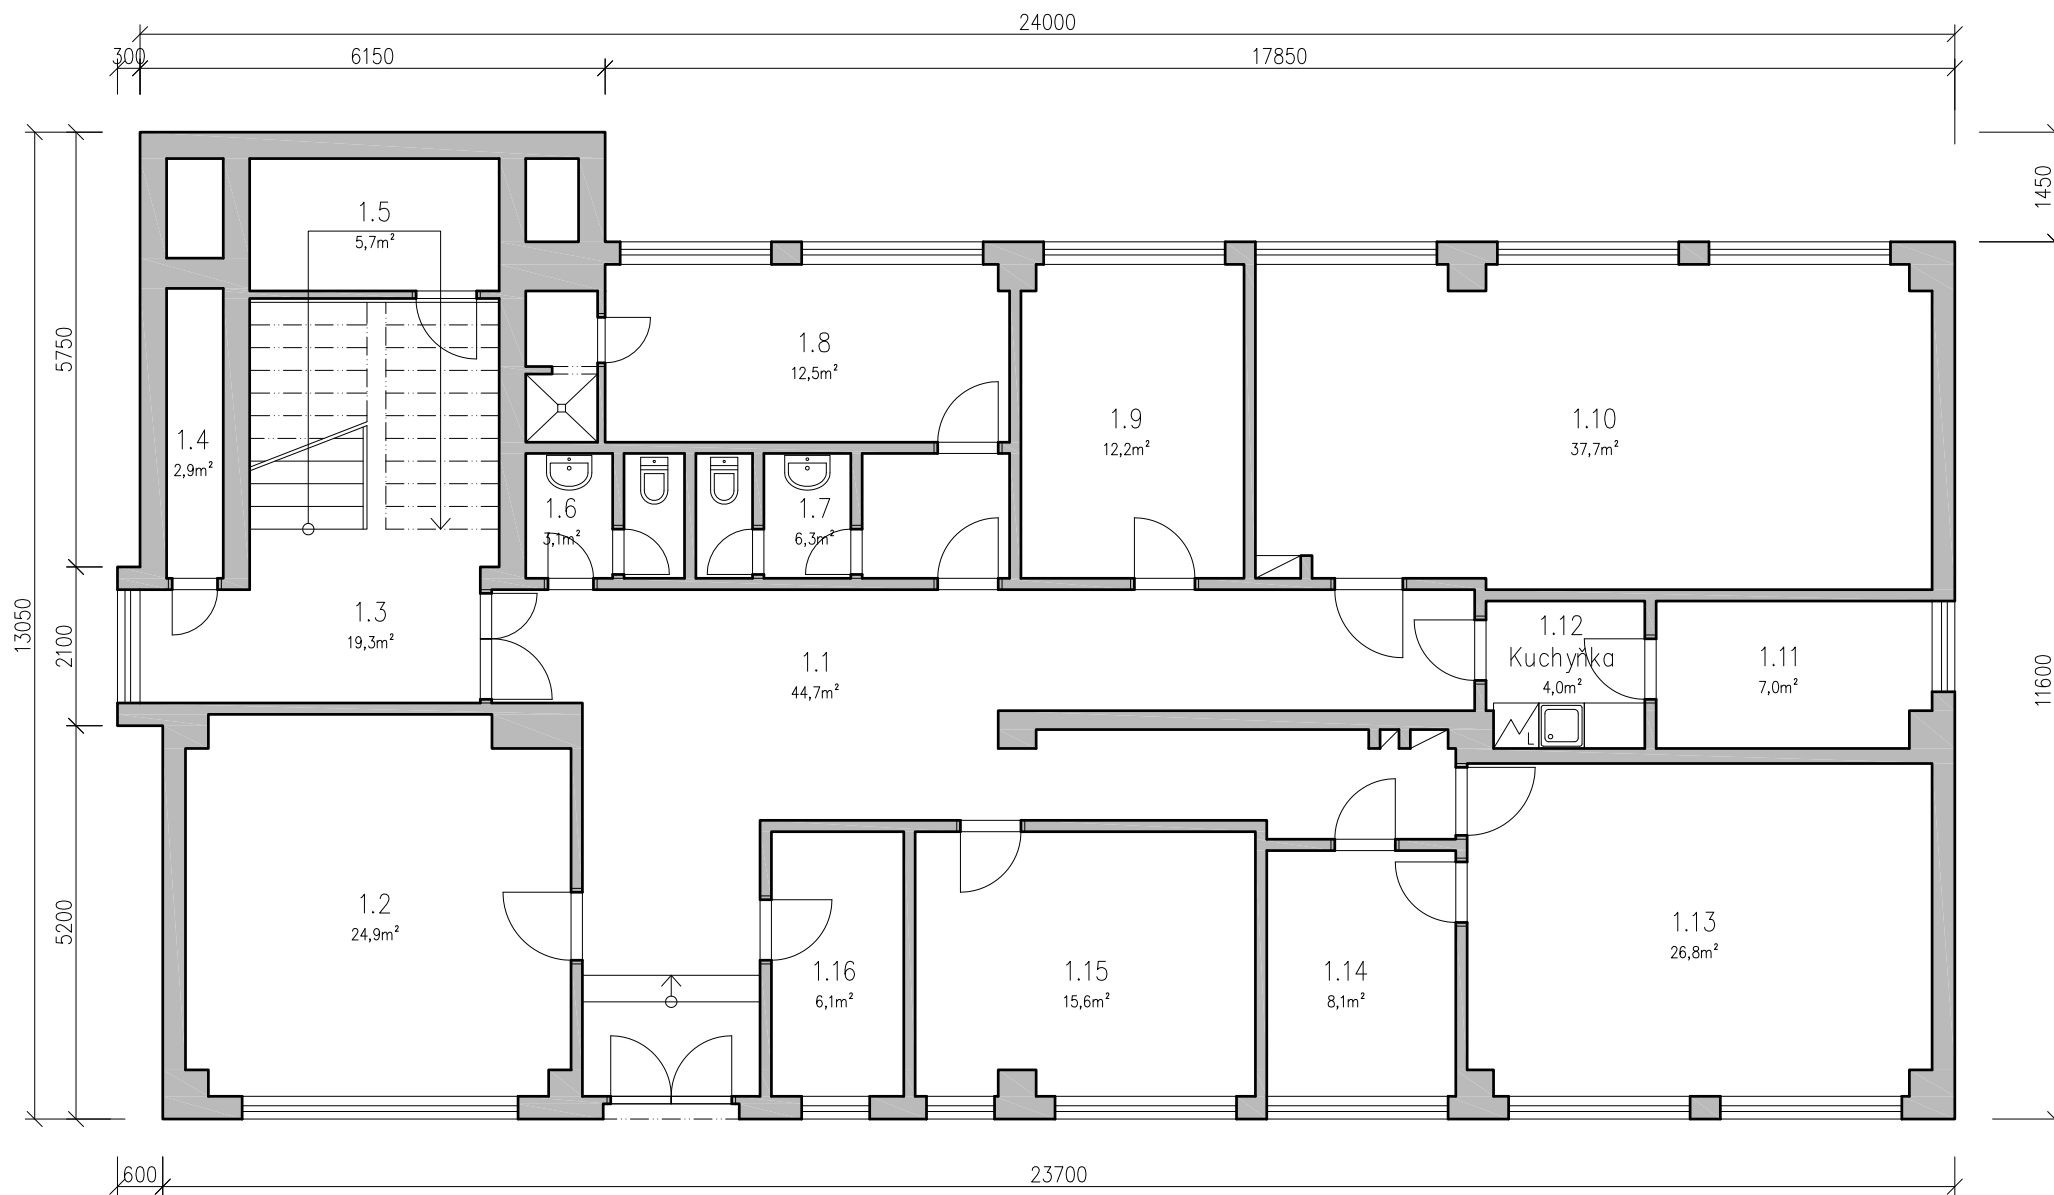 24000
300
6150
17850
1450
1.5
5,7m²
5750
1.8
12,5m²
1.9
12,2m²
1.10
37,7m²
1.4
2,9m²
1.6
3,1m²
1.7
6,3m²
13050
2100
1.3
19,3m²
1.1
44,7m²
1.12
Kuchyňka
4,0m²
1.11
7,0m²
11600
L
5200
1.2
24,9m²
1.13
26,8m²
1.16
6,1m²
1.15
15,6m²
1.14
8,1m²
600
23700